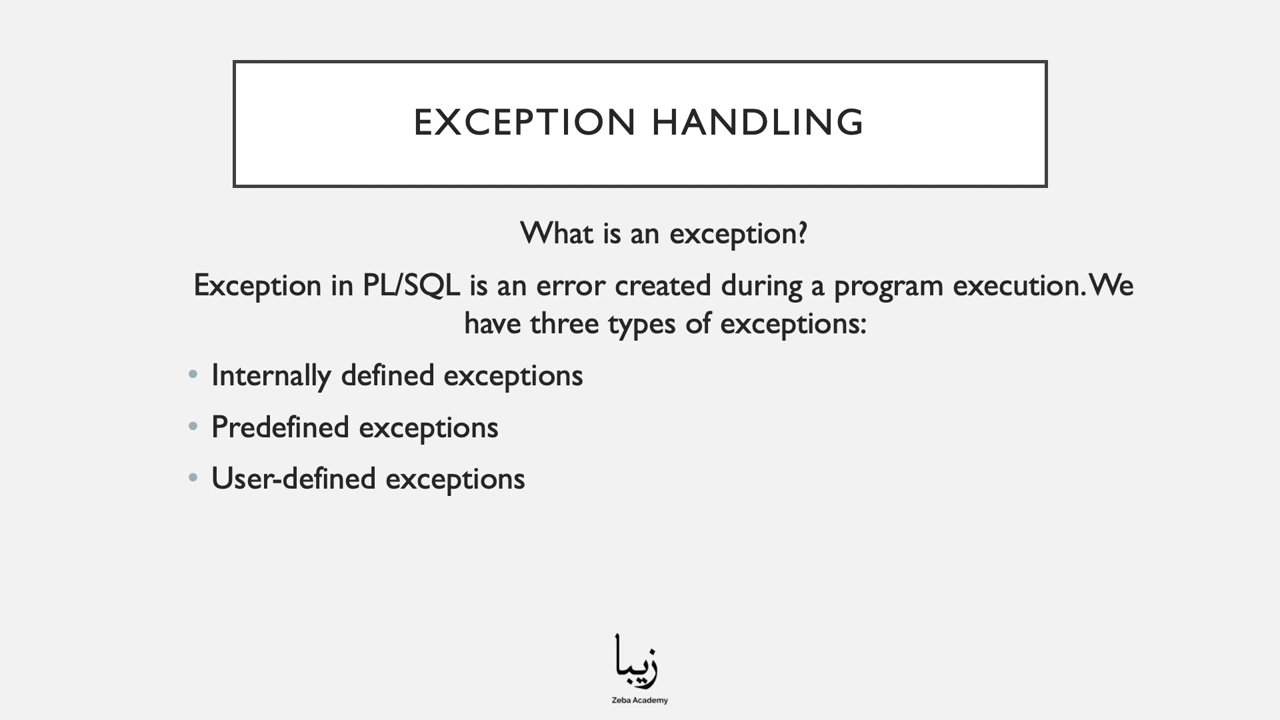 EXCEPTION HANDLING
What is an exception?
Exception in PL/SQL is an error created during a program execution. We
have three types of exceptions:
• Internally defined exceptions
• Predefined exceptions
• User-defined exceptions
زيبا
Zeba Academy